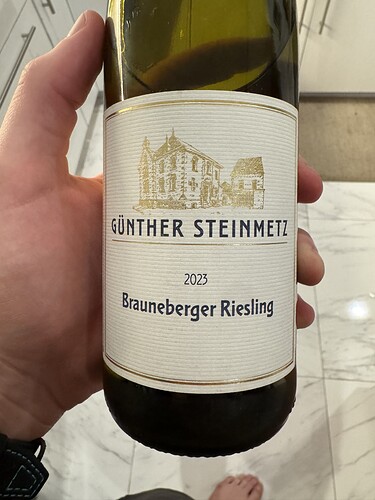 GÜNTHER STEINMETZ
2023
Brauneberger Riesling